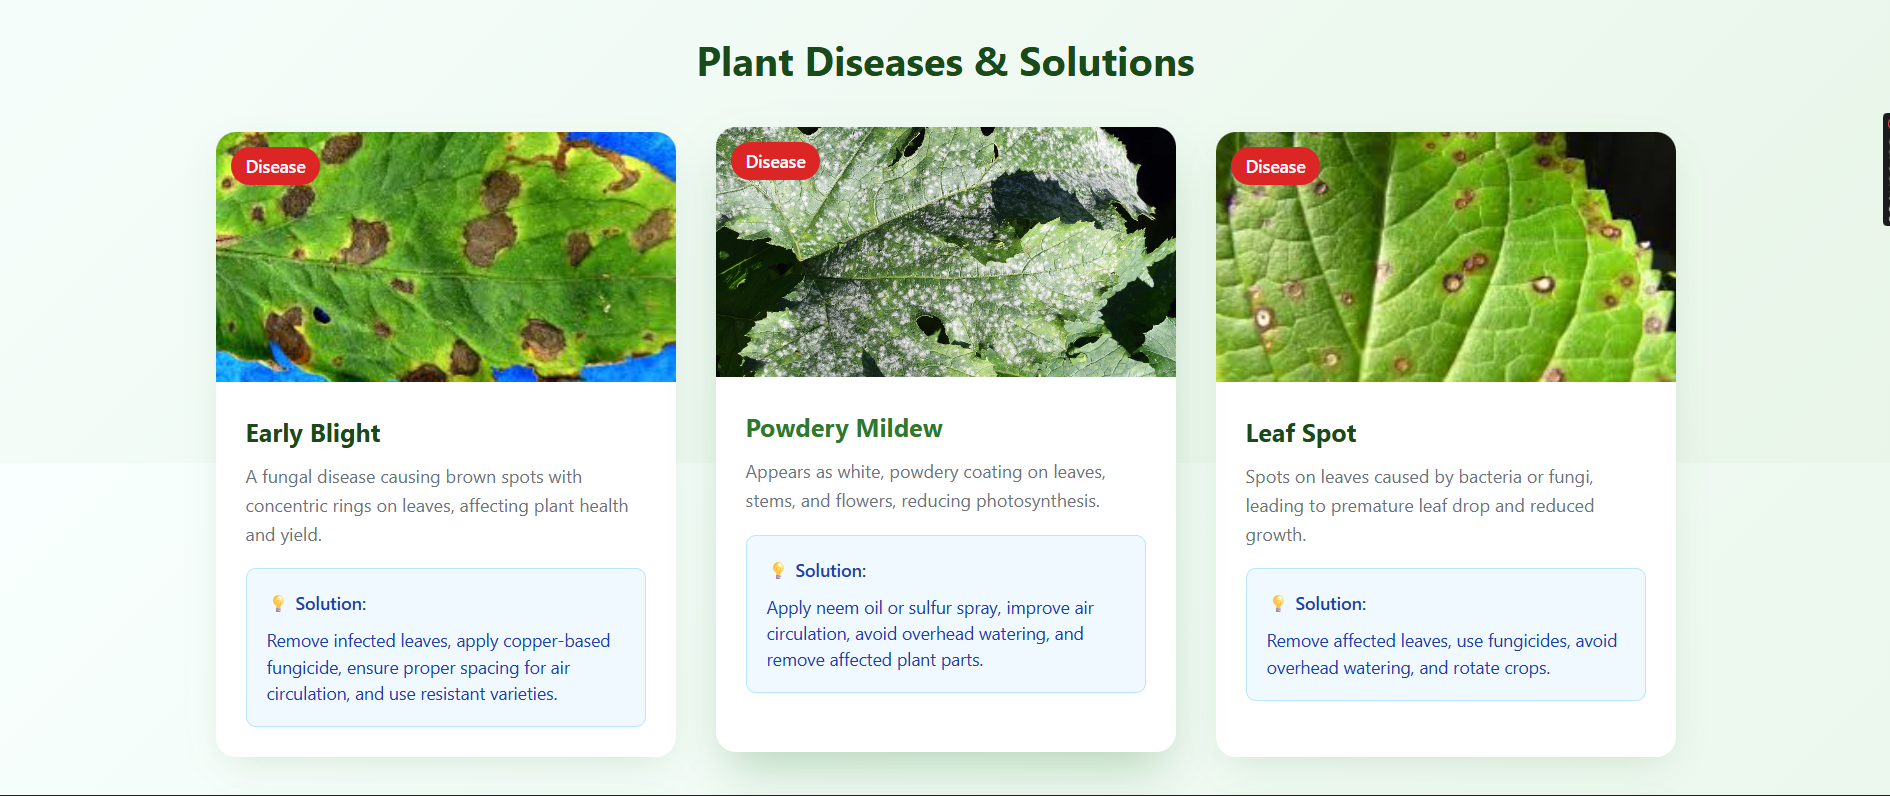 Plant Diseases & Solutions
Disease
Early Blight
A fungal disease causing brown spots with
concentric rings on leaves, affecting plant health
and yield.
💡 Solution:
Remove infected leaves, apply copper-based
fungicide, ensure proper spacing for air
circulation, and use resistant varieties.
Disease
Powdery Mildew
Appears as white, powdery coating on leaves,
stems, and flowers, reducing photosynthesis.
💡 Solution:
Apply neem oil or sulfur spray, improve air
circulation, avoid overhead watering, and
remove affected plant parts.
Disease
Leaf Spot
Spots on leaves caused by bacteria or fungi,
leading to premature leaf drop and reduced
growth.
💡 Solution:
Remove affected leaves, use fungicides, avoid
overhead watering, and rotate crops.